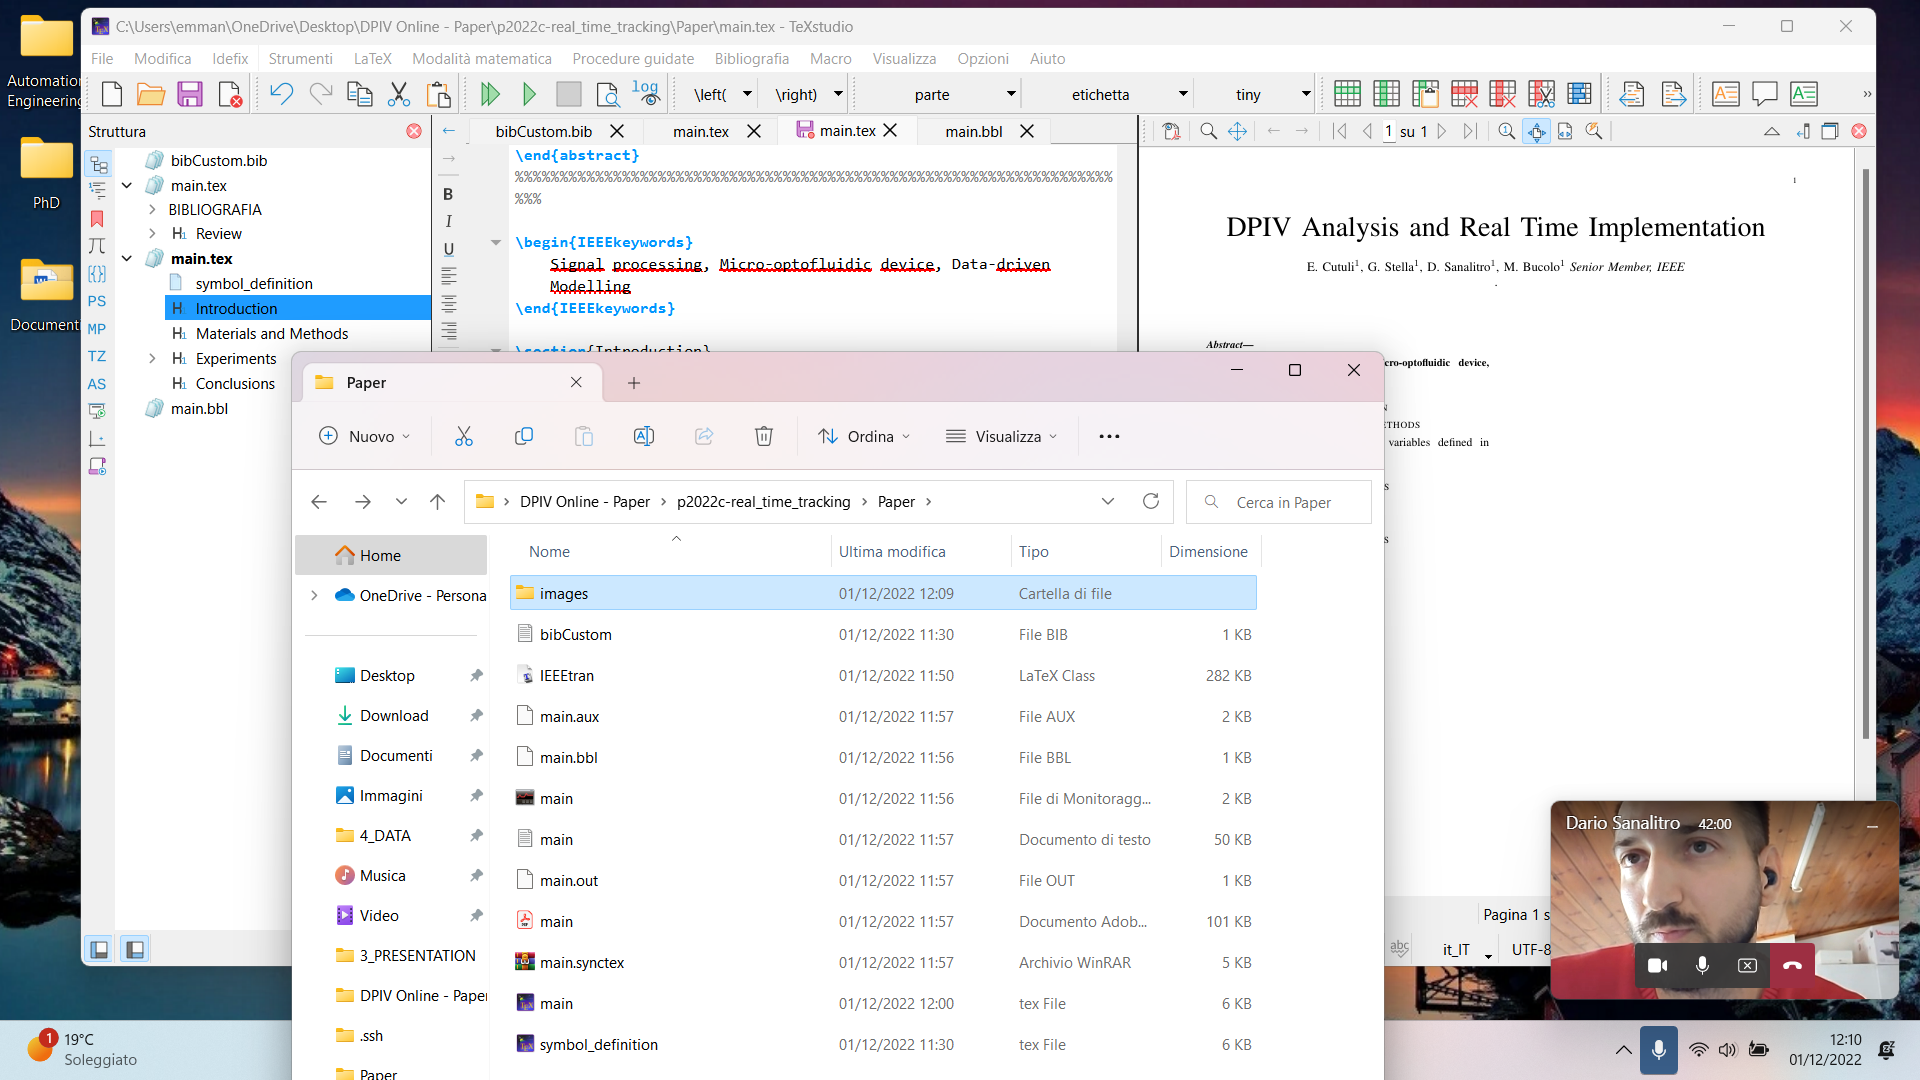 Automation
Engineering
PhD
Document
C:\Users\emman\OneDrive\Desktop\DPIV Online - Paper\p2022c-real_time_tracking\Paper\main.tex - TeXstudio
File Modifica Idefix Strumenti LaTeX Modalità matematica Procedure guidate Bibliografia Macro Visualizza Opzioni Aiuto
log \left( \right) parte etichetta tiny
Struttura
bibCustom.bib main.tex main.tex main.bbl
1 su 1
bibCustom.bib
main.tex
BIBLIOGRAFIA
Review
main.tex
symbol_definition
Introduction
Materials and Methods
Experiments
Conclusions
main.bbl
PS
MP
TZ
AS
B
I
U
\end{abstract}
%%%%%%%%%%%%%%%%%%%%%%%%%%%%%%%%%%%%%%%%%%%%%%%%%%%%%%%%%%%%%%%%%%%
%%%
\begin{IEEEkeywords}
Signal processing, Micro-optofluidic device, Data-driven
Modelling
\end{IEEEkeywords}
\section{Introduction}
1
DPIV Analysis and Real Time Implementation
E. Cutuli1, G. Stella1, D. Sanalitro1, M. Bucolo1 Senior Member, IEEE
.
Abstract—
cro-optofluidic device,
N
ETHODS
variables defined in
S
S
Paper
Nuovo Ordina Visualizza
DPIV Online - Paper > p2022c-real_time_tracking > Paper >
Cerca in Paper
Home
OneDrive - Persona
Desktop
Download
Documenti
Immagini
4_DATA
Musica
Video
3_PRESENTATION
DPIV Online - Paper
.ssh
Paper
Nome Ultima modifica Tipo Dimensione
images 01/12/2022 12:09 Cartella di file
bibCustom 01/12/2022 11:30 File BIB 1 KB
IEEEtran 01/12/2022 11:50 LaTeX Class 282 KB
main.aux 01/12/2022 11:57 File AUX 2 KB
main.bbl 01/12/2022 11:56 File BBL 1 KB
main 01/12/2022 11:56 File di Monitoragg... 2 KB
main 01/12/2022 11:57 Documento di testo 50 KB
main.out 01/12/2022 11:57 File OUT 1 KB
main 01/12/2022 11:57 Documento Adob... 101 KB
main.synctex 01/12/2022 11:57 Archivio WinRAR 5 KB
main 01/12/2022 12:00 tex File 6 KB
symbol_definition 01/12/2022 11:30 tex File 6 KB
Pagina 1 s
it_IT UTF-8
Dario Sanalitro 42:00
1
19°C
Soleggiato
12:10
01/12/2022